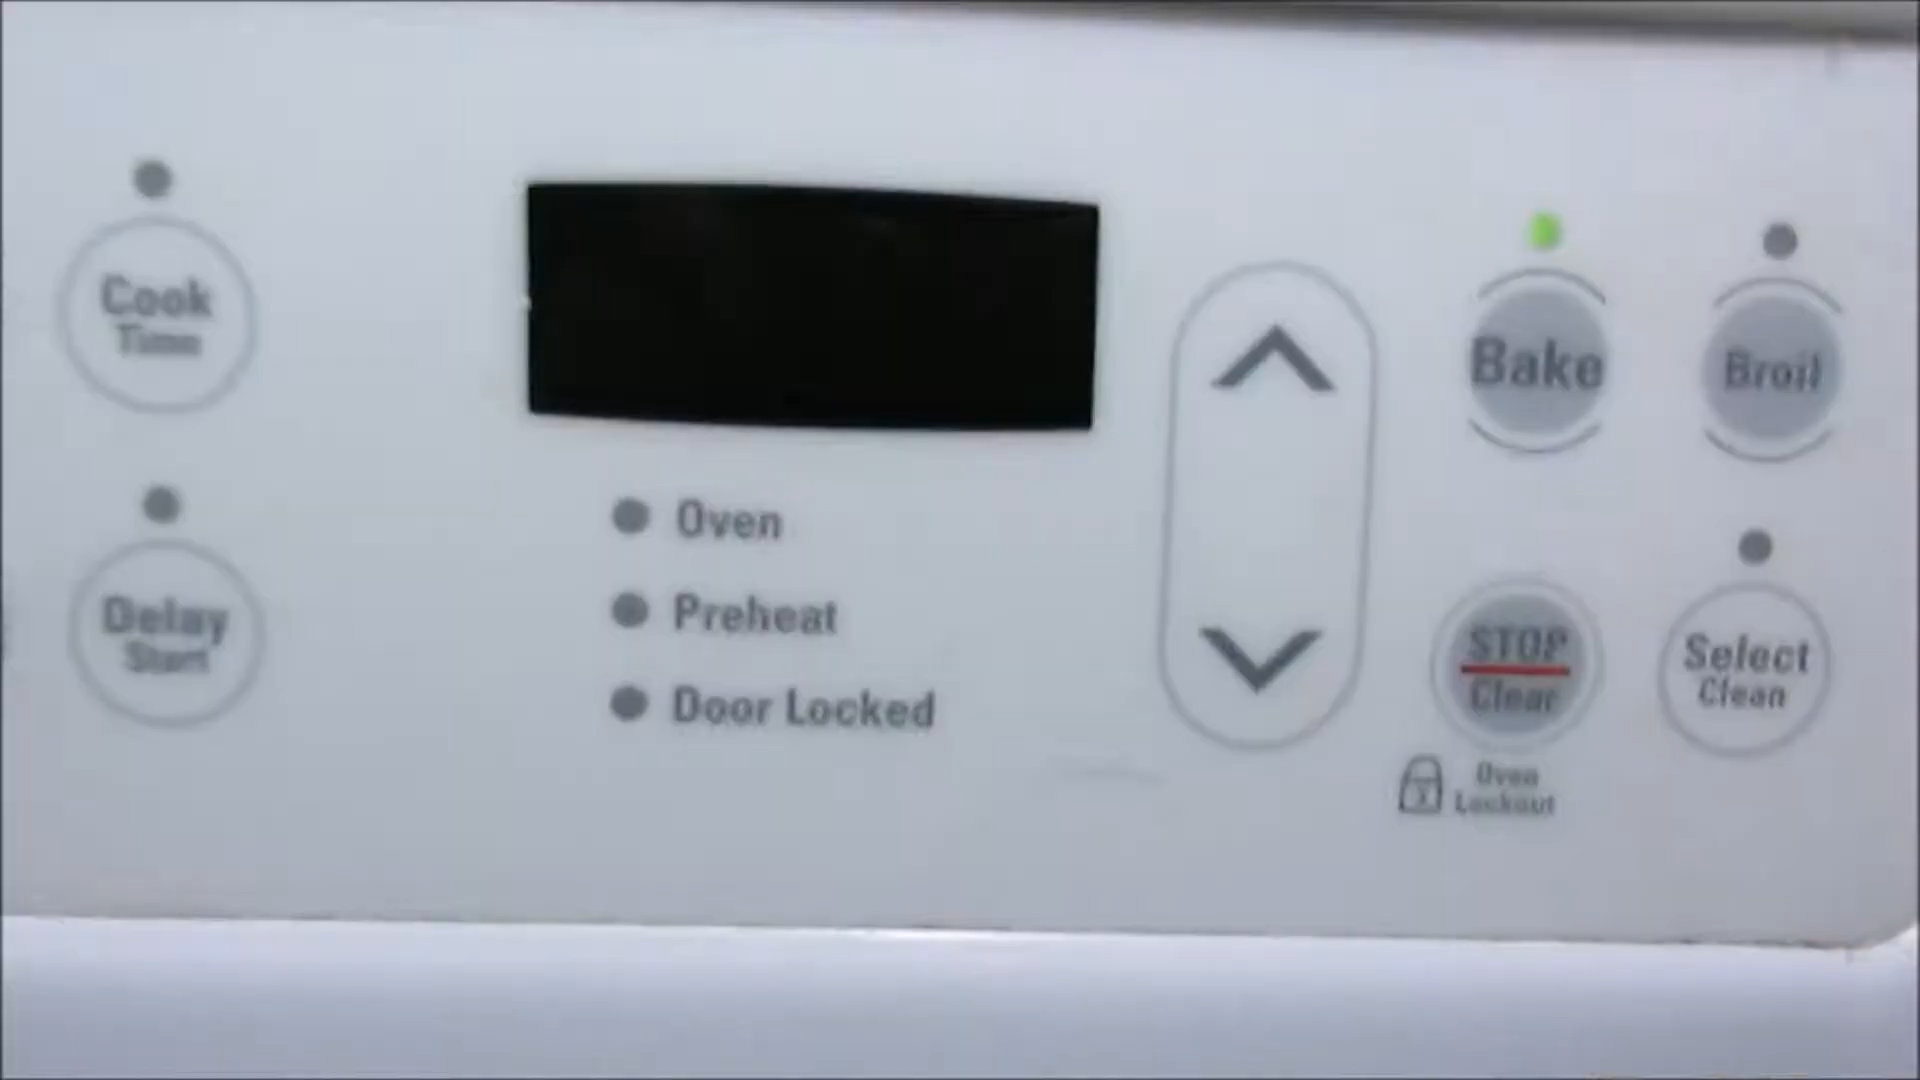 Cook
Time
Delay
Start
Oven
Preheat
Door Locked
Bake
Broil
STOP
Clear
Select
Clean
Oven
Lockout